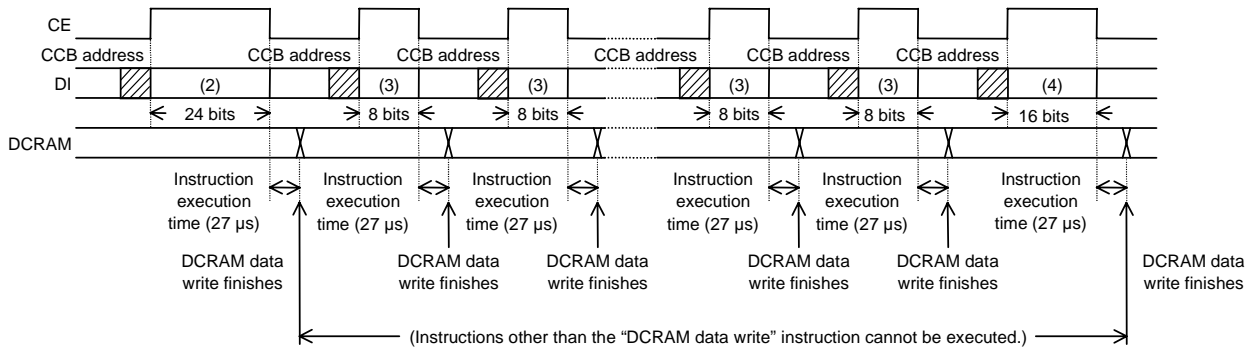 CE
CCB address CCB address CCB address CCB address CCB address CCB address
DI (2) (3) (3) (3) (3) (4)
24 bits 8 bits 8 bits 8 bits 8 bits 16 bits
DCRAM
Instruction Instruction Instruction Instruction Instruction Instruction
execution execution execution execution execution execution
time (27 µs) time (27 µs) time (27 µs) time (27 µs) time (27 µs) time (27 µs)
DCRAM data DCRAM data DCRAM data DCRAM data DCRAM data DCRAM data
write finishes write finishes write finishes write finishes write finishes write finishes
(Instructions other than the “DCRAM data write” instruction cannot be executed.)